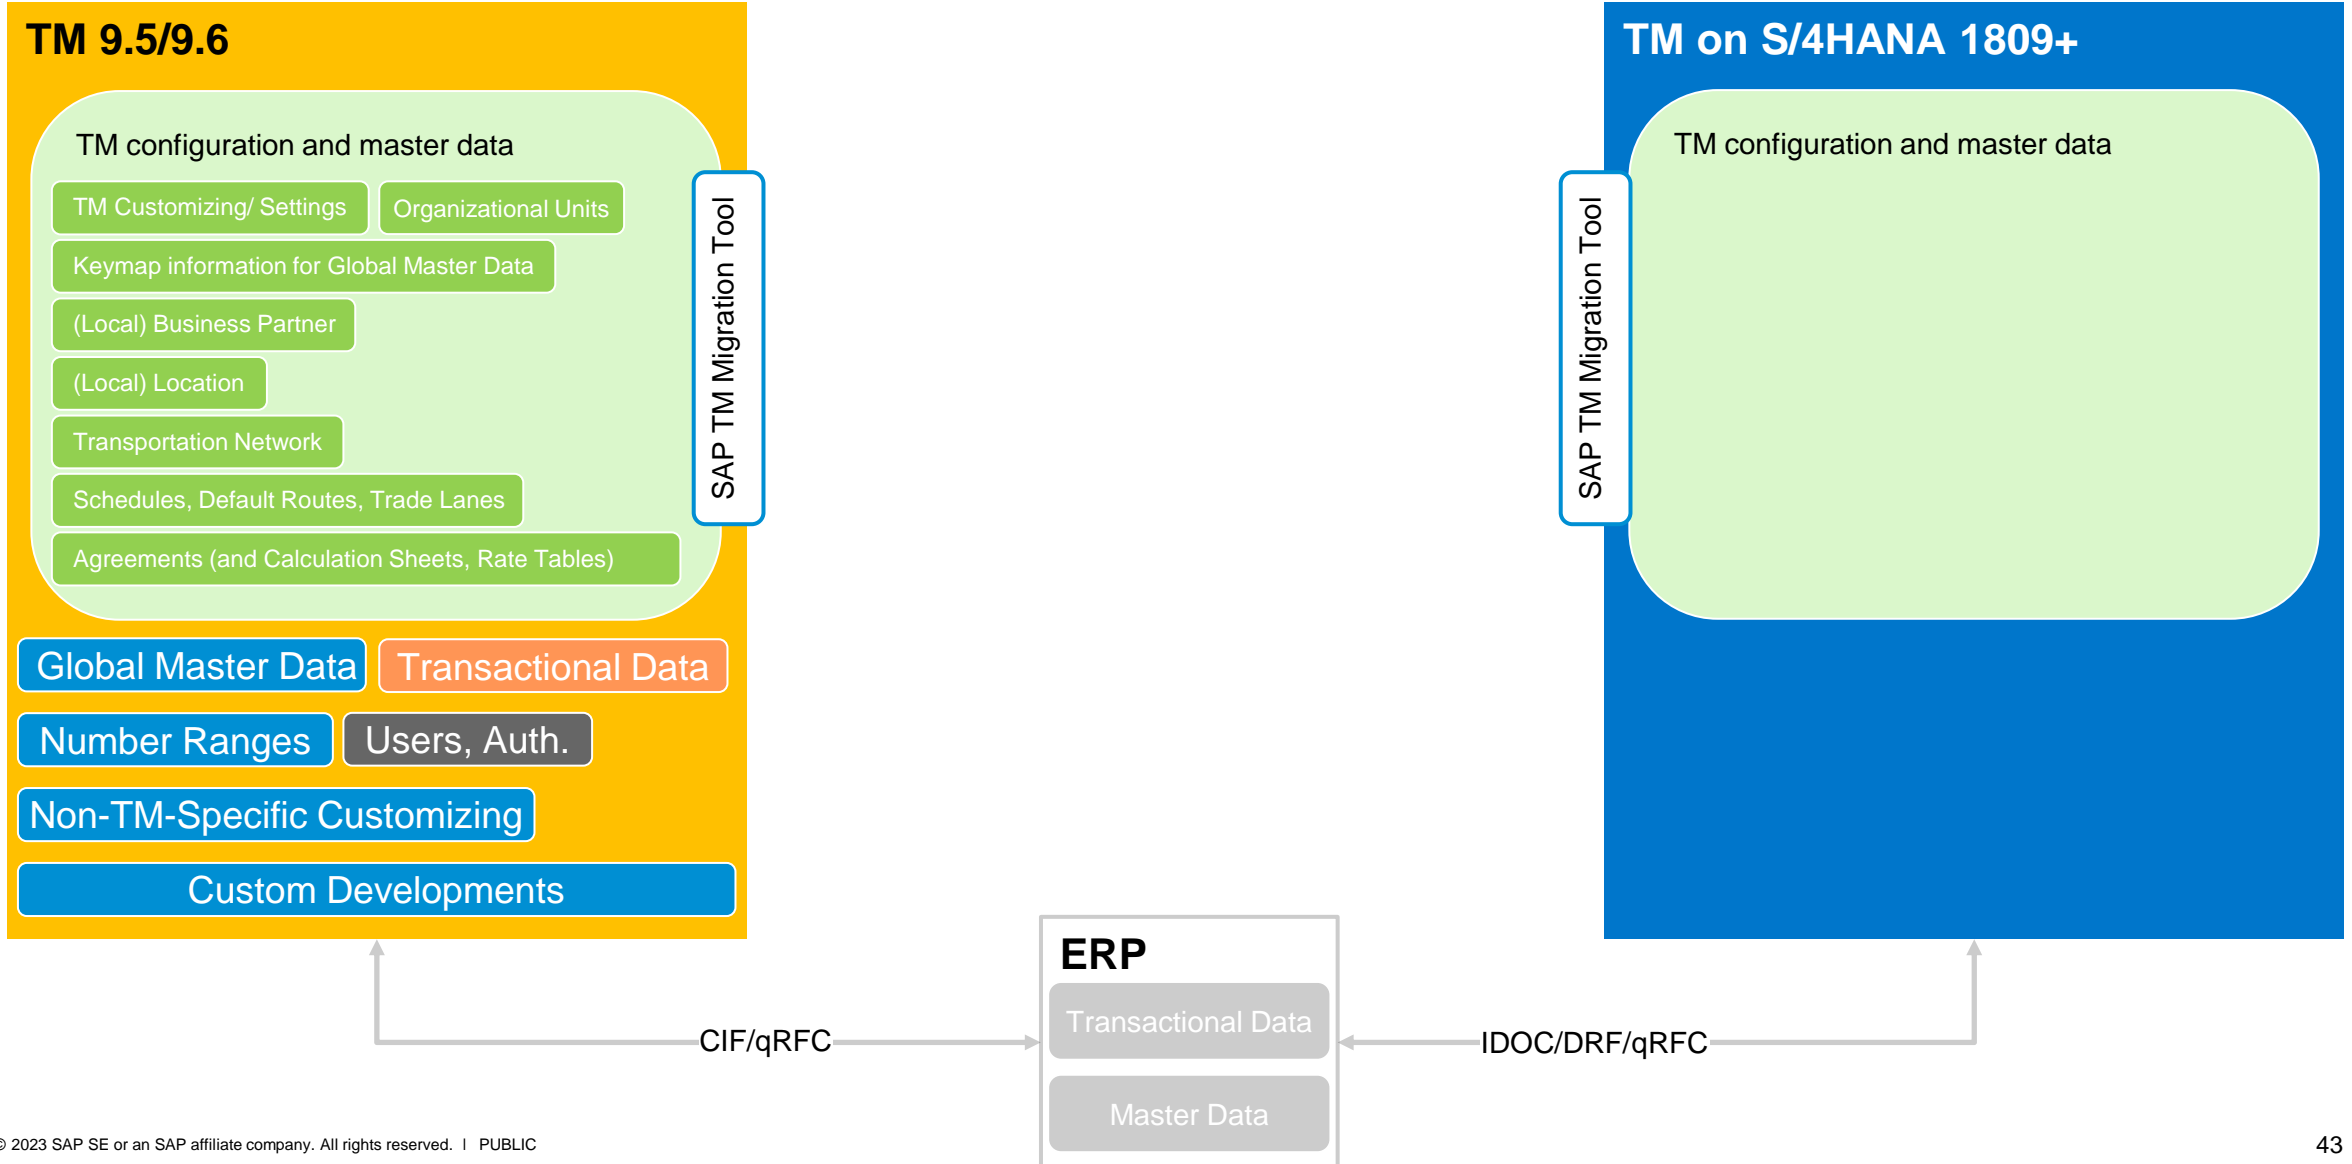 TM 9.5/9.6
TM configuration and master data
TM Customizing/ Settings
Organizational Units
Keymap information for Global Master Data
(Local) Business Partner
(Local) Location
Transportation Network
Schedules, Default Routes, Trade Lanes
Agreements (and Calculation Sheets, Rate Tables)
SAP TM Migration Tool
Global Master Data
Transactional Data
Number Ranges
Users, Auth.
Non-TM-Specific Customizing
Custom Developments
TM on S/4HANA 1809+
TM configuration and master data
SAP TM Migration Tool
ERP
Transactional Data
Master Data
CIF/qRFC
IDOC/DRF/qRFC
© 2023 SAP SE or an SAP affiliate company. All rights reserved. ǀ PUBLIC
43